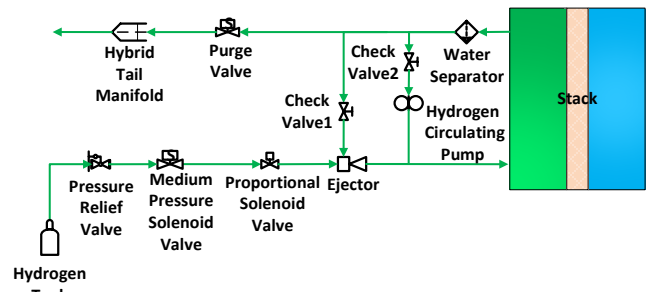 Hybrid
Tail
Manifold
Purge
Valve
Check
Valve2
Water
Separator
Stack
Check
Valve1
Hydrogen
Circulating
Pump
Pressure
Relief
Valve
Medium
Pressure
Solenoid
Valve
Proportional
Solenoid
Valve
Ejector
Hydrogen